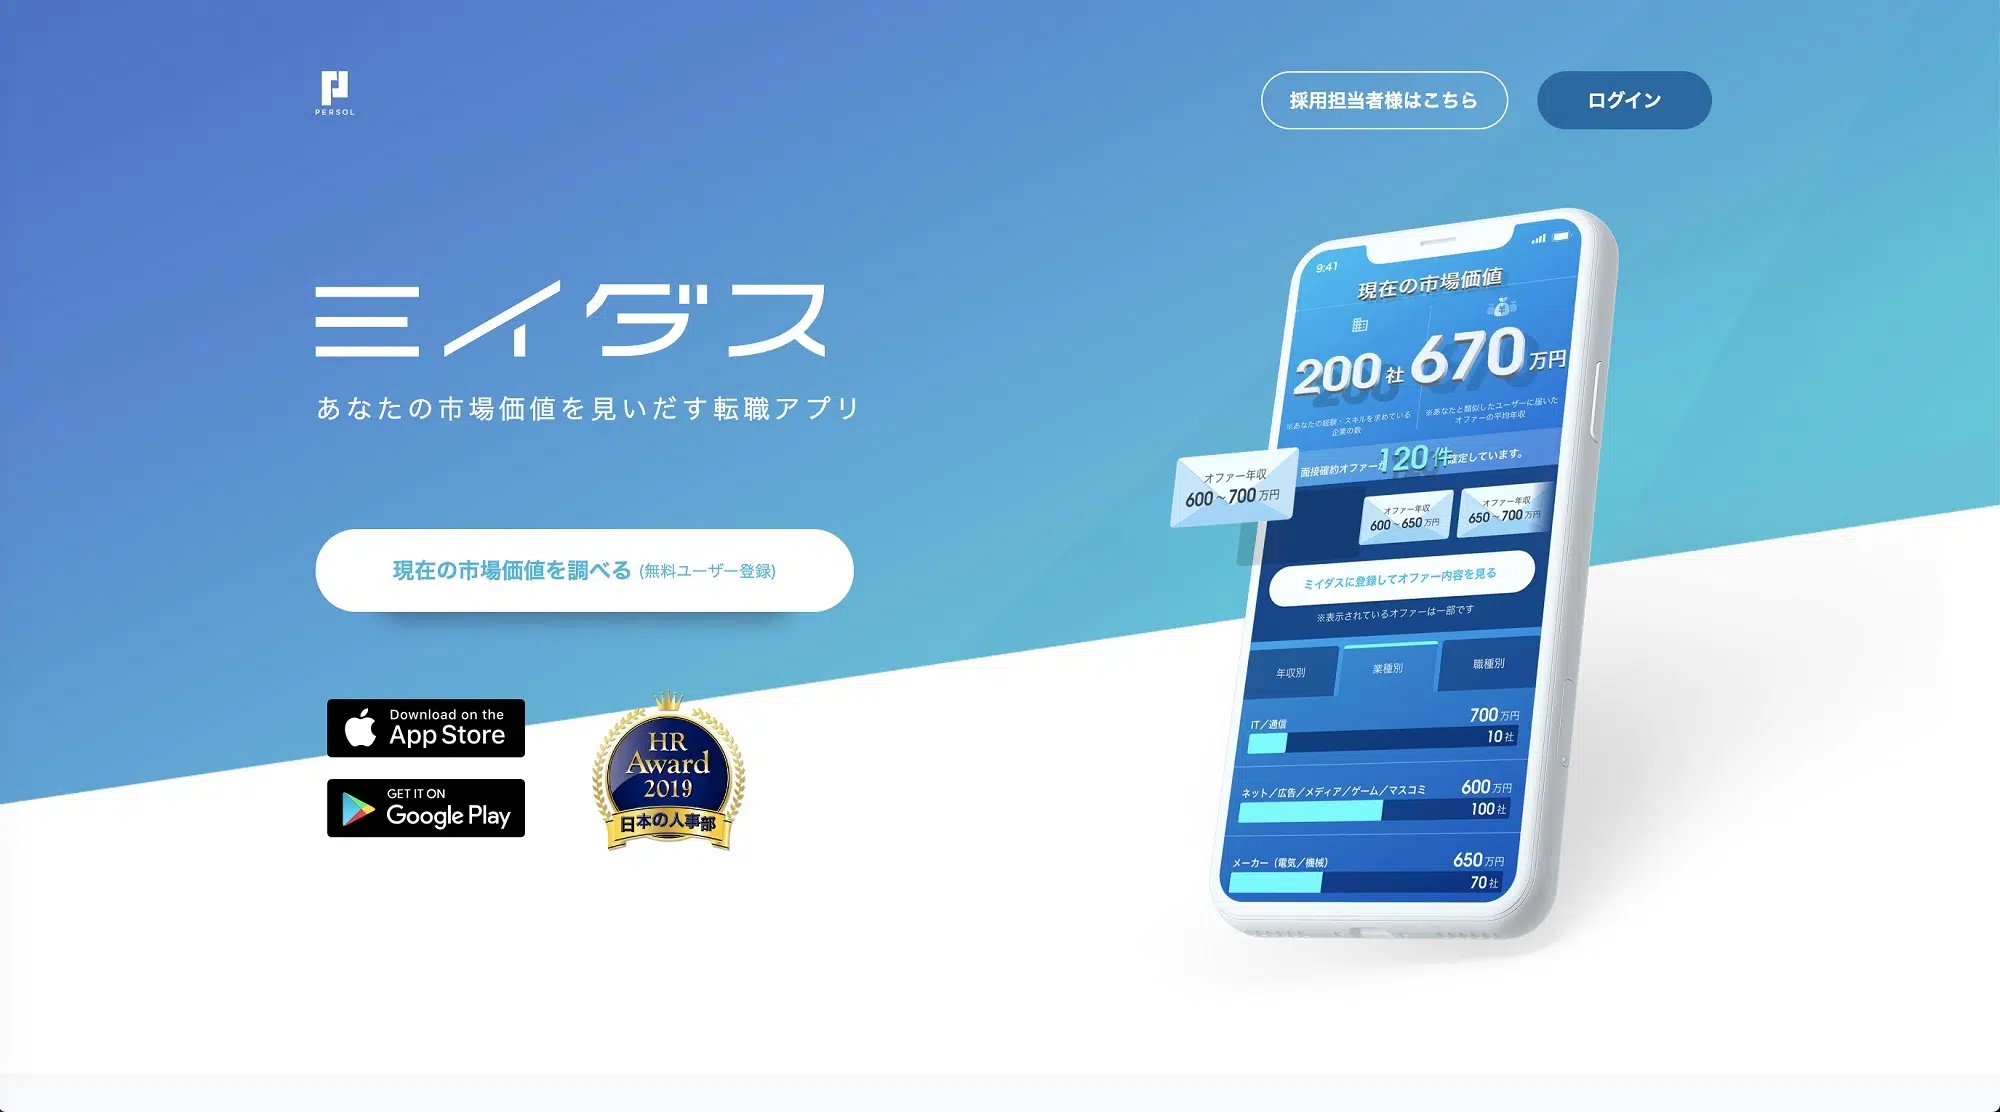 PERSOL
採用担当者様はこちら
ログイン
ミイダス
あなたの市場価値を見いだす転職アプリ
現在の市場価値を調べる (無料ユーザー登録)
Download on the
App Store
GET IT ON
Google Play
HR
Award
2019
日本の人事部
9:41
現在の市場価値
200社 670万円
※あなたの経験・スキルを求めている
企業の数
※あなたと類似したユーザーに届いた
オファーの平均年収
面接確約オファーが120件確定しています。
オファー年収
600～700万円
オファー年収
600～650万円
オファー年収
650～700万円
ミイダスに登録してオファー内容を見る
※表示されているオファーは一部です
年収別
業種別
職種別
IT／通信
700万円
10社
ネット／広告／メディア／ゲーム／マスコミ
600万円
100社
メーカー（電気／機械）
650万円
70社